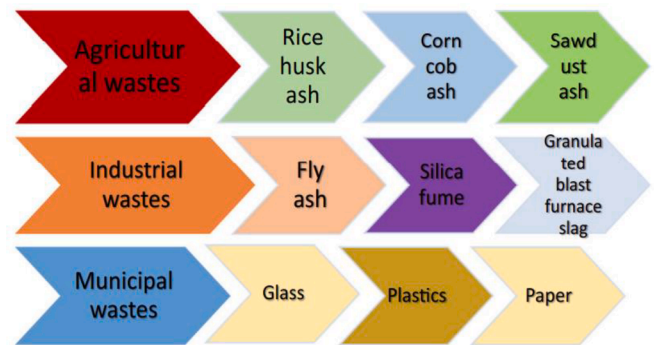 Agricultur
al wastes
Rice
husk
ash
Corn
cob
ash
Sawd
ust
ash
Industrial
wastes
Fly
ash
Silica
fume
Granula
ted
blast
furnace
slag
Municipal
wastes
Glass
Plastics
Paper